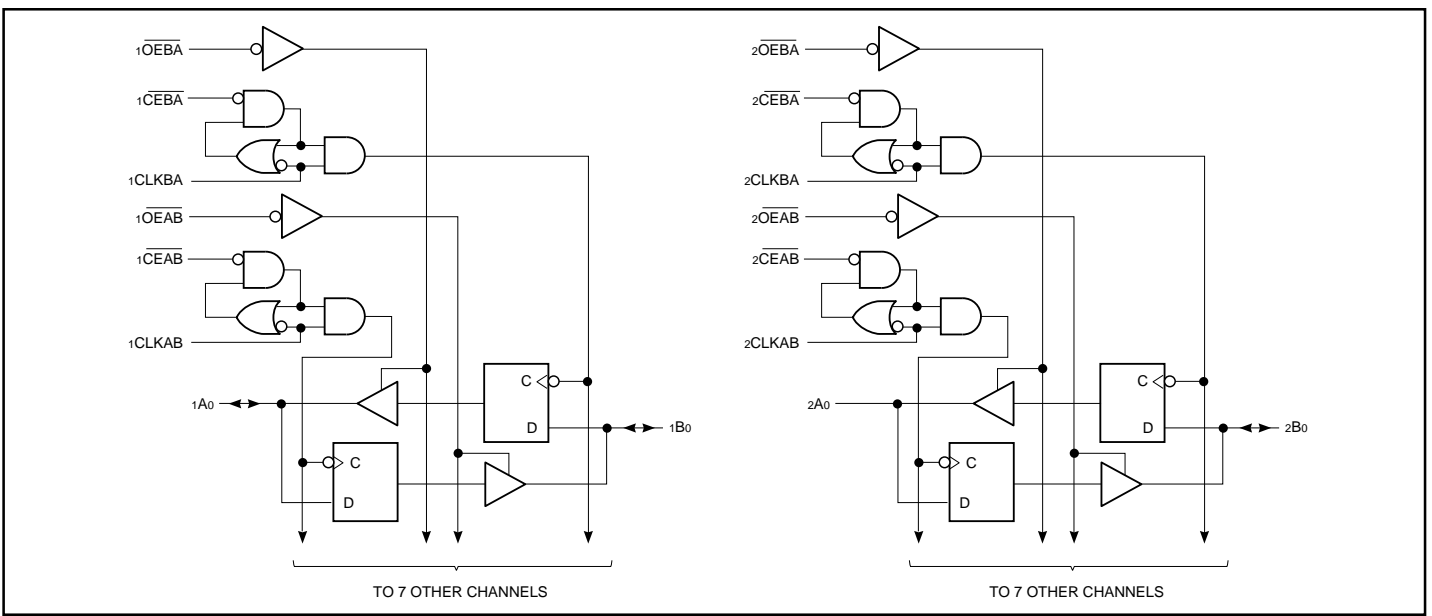 1OEBA
1CEBA
1CLKBA
1OEAB
1CEAB
1CLKAB
C
1A0
D
1B0
C
D
TO 7 OTHER CHANNELS
2OEBA
2CEBA
2CLKBA
2OEAB
2CEAB
2CLKAB
C
2A0
D
2B0
C
D
TO 7 OTHER CHANNELS